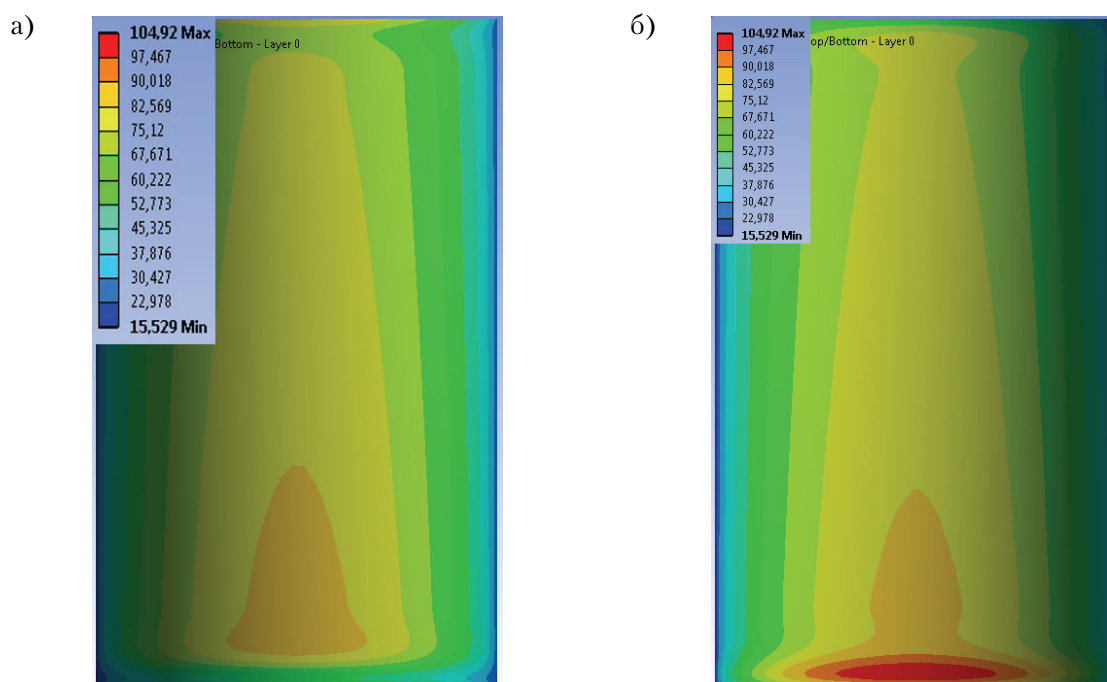 а)
104,92 Max
Bottom - Layer 0
97,467
90,018
82,569
75,12
67,671
60,222
52,773
45,325
37,876
30,427
22,978
15,529 Min
б)
104,92 Max
op/Bottom - Layer 0
97,467
90,018
82,569
75,12
67,671
60,222
52,773
45,325
37,876
30,427
22,978
15,529 Min